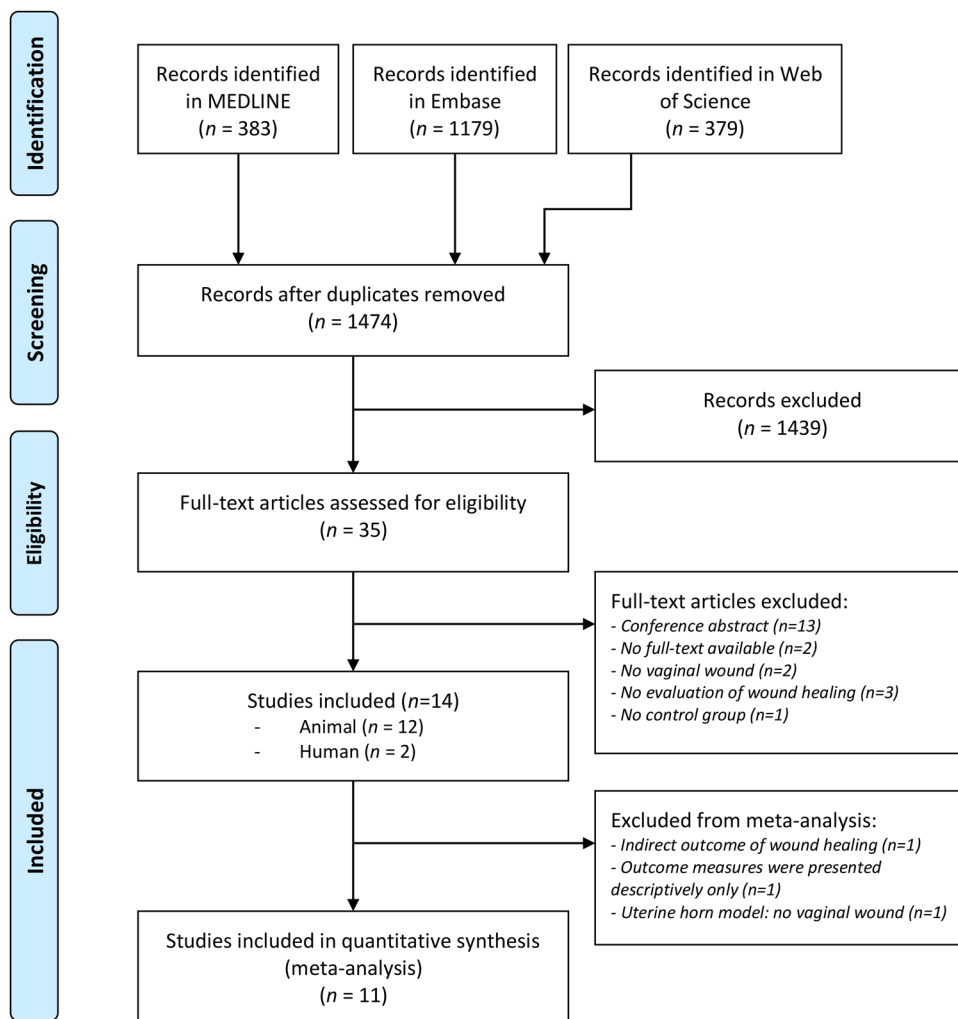 Identification
Records identified
in MEDLINE
(n = 383)
Records identified
in Embase
(n = 1179)
Records identified in Web
of Science
(n = 379)
Screening
Records after duplicates removed
(n = 1474)
Records excluded
(n = 1439)
Eligibility
Full-text articles assessed for eligibility
(n = 35)
Full-text articles excluded:
- Conference abstract (n=13)
- No full-text available (n=2)
- No vaginal wound (n=2)
- No evaluation of wound healing (n=3)
- No control group (n=1)
Included
Studies included (n=14)
- Animal (n = 12)
- Human (n = 2)
Excluded from meta-analysis:
- Indirect outcome of wound healing (n=1)
- Outcome measures were presented
descriptively only (n=1)
- Uterine horn model: no vaginal wound (n=1)
Studies included in quantitative synthesis
(meta-analysis)
(n = 11)